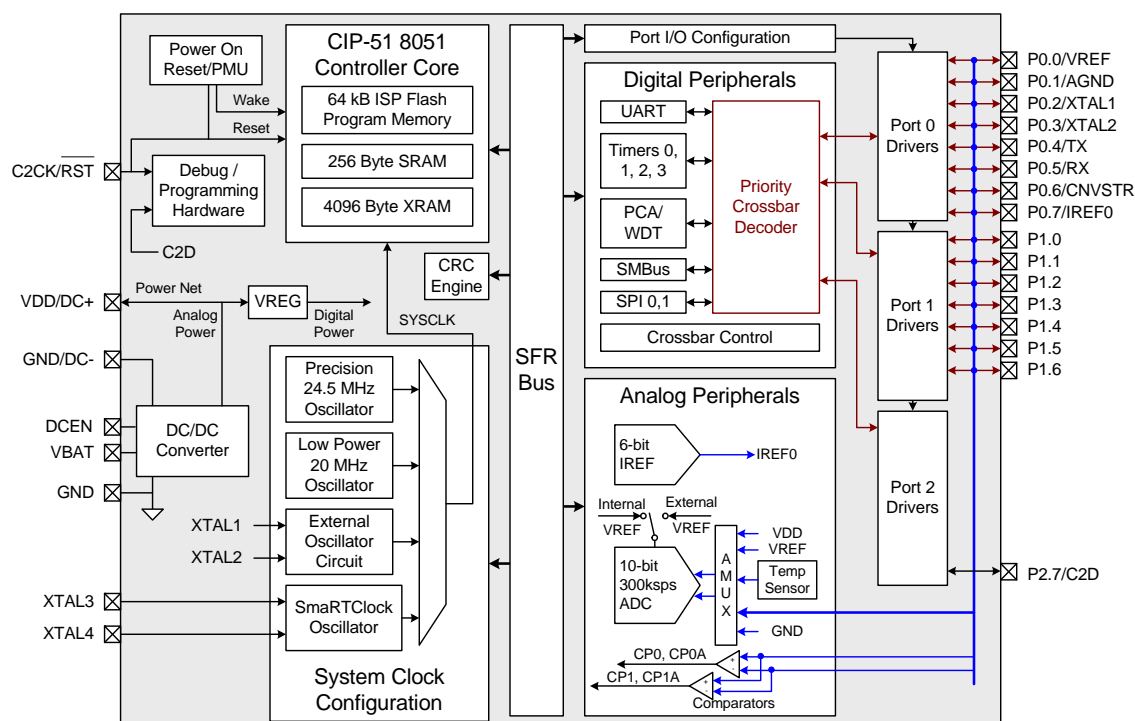 Power On
Reset/PMU
Wake
Reset
C2CK/RST
Debug /
Programming
Hardware
C2D
CIP-51 8051
Controller Core
64 kB ISP Flash
Program Memory
256 Byte SRAM
4096 Byte XRAM
VDD/DC+
Power Net
Analog
Power
VREG
Digital
Power
SYSCLK
CRC
Engine
GND/DC-
DCEN
VBAT
GND
DC/DC
Converter
Precision
24.5 MHz
Oscillator
Low Power
20 MHz
Oscillator
XTAL1
XTAL2
External
Oscillator
Circuit
XTAL3
XTAL4
SmaRTClock
Oscillator
System Clock
Configuration
SFR
Bus
Port I/O Configuration
Digital Peripherals
UART
Timers 0,
1, 2, 3
PCA/
WDT
SMBus
SPI 0,1
Priority
Crossbar
Decoder
Crossbar Control
Analog Peripherals
6-bit
IREF
IREF0
Internal
VREF
External
VREF
10-bit
300ksps
ADC
A
M
U
X
VDD
VREF
Temp
Sensor
GND
CP0, CP0A
+
-
CP1, CP1A
+
-
Comparators
Port 0
Drivers
Port 1
Drivers
Port 2
Drivers
P0.0/VREF
P0.1/AGND
P0.2/XTAL1
P0.3/XTAL2
P0.4/TX
P0.5/RX
P0.6/CNVSTR
P0.7/IREF0
P1.0
P1.1
P1.2
P1.3
P1.4
P1.5
P1.6
P2.7/C2D